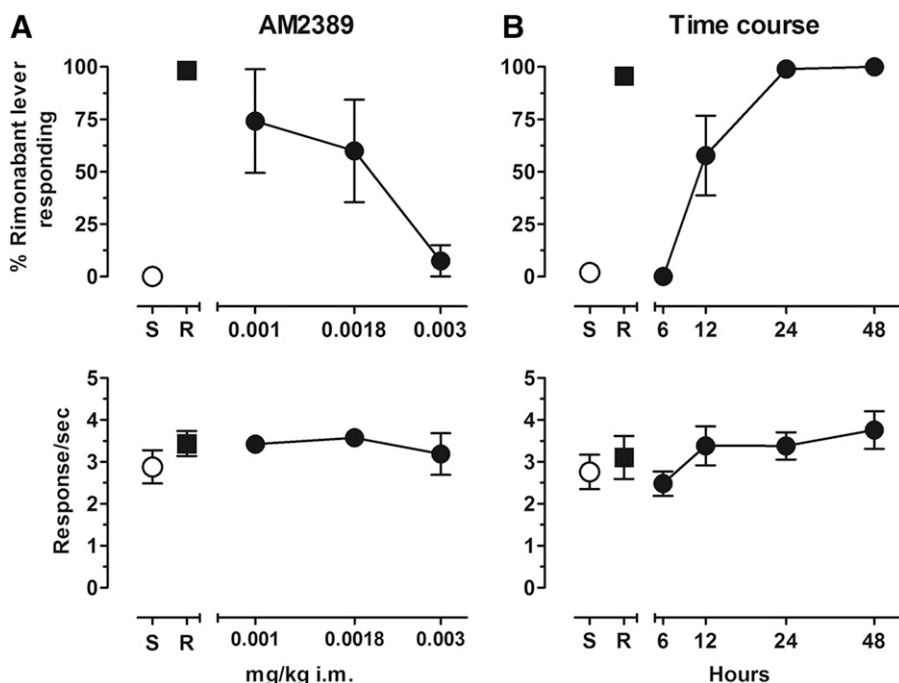 A
AM2389
B
Time course
% Rimonabant lever
responding
100
75
50
25
0
S R 0.001 0.0018 0.003
100
75
50
25
0
S R 6 12 24 48
Response/sec
5
4
3
2
1
0
S R 0.001 0.0018 0.003
mg/kg i.m.
5
4
3
2
1
0
S R 6 12 24 48
Hours